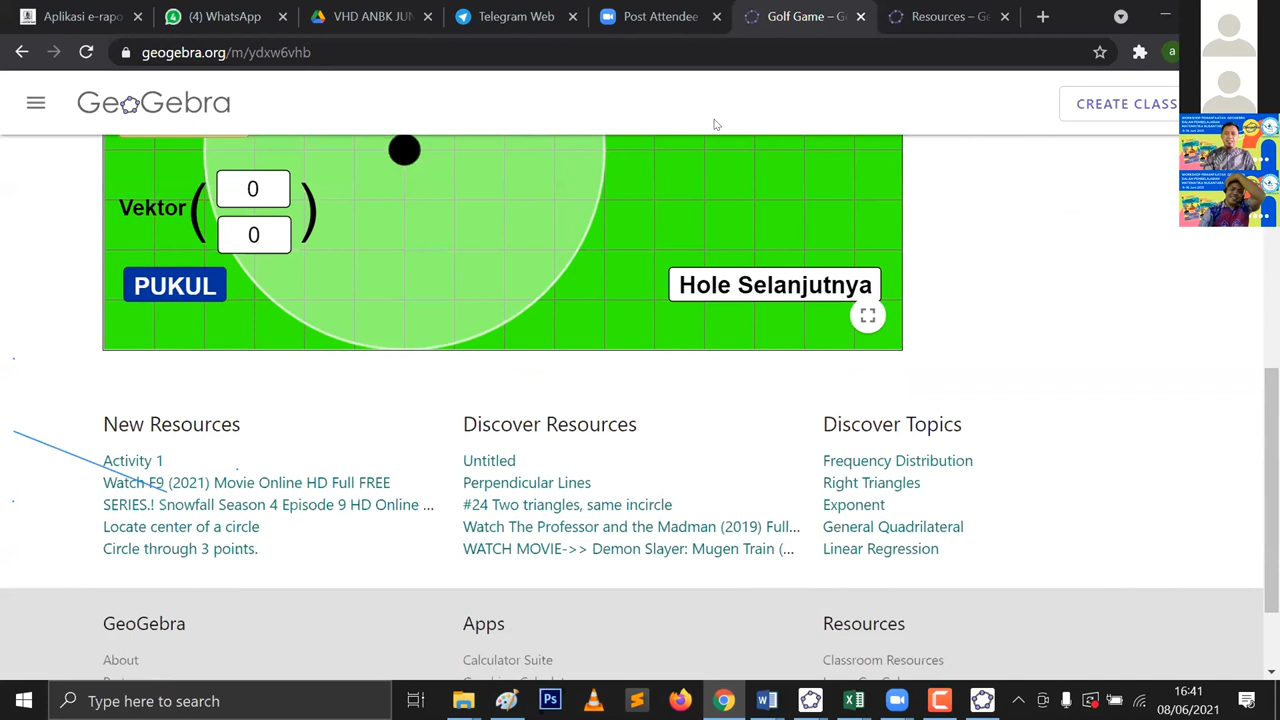 Aplikasi e-rapo
(4) WhatsApp
VHD ANBK JUN
Telegram Web
Post Attendee
Golf Game – G
Resources – Ge
geogebra.org/m/ydxw6vhb
a
GeoGebra
CREATE CLASS
Vektor
0
0
PUKUL
Hole Selanjutnya
New Resources
Activity 1
Watch F9 (2021) Movie Online HD Full FREE
SERIES.! Snowfall Season 4 Episode 9 HD Online ...
Locate center of a circle
Circle through 3 points.
Discover Resources
Untitled
Perpendicular Lines
#24 Two triangles, same incircle
Watch The Professor and the Madman (2019) Full...
WATCH MOVIE->> Demon Slayer: Mugen Train (...
Discover Topics
Frequency Distribution
Right Triangles
Exponent
General Quadrilateral
Linear Regression
GeoGebra
About
Apps
Calculator Suite
Resources
Classroom Resources
Type here to search
16:41
08/06/2021